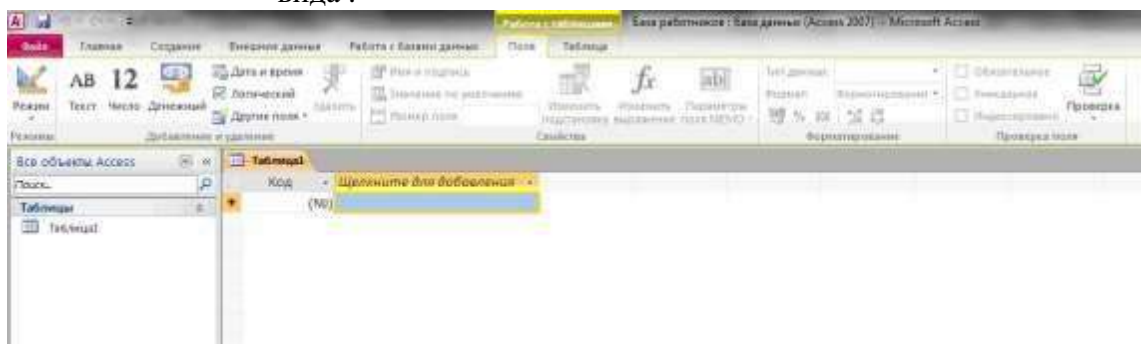 вида :
Работа с таблицами База работников : база данных (Access 2007) - Microsoft Access
Файл Главная Создание Внешние данные Работа с базами данных Поля Таблица
AB 12 Дата и время Имя и подпись fx ab|
Логический Значение по умолчанию Тип данных: Обязательное
Режим Текст Число Денежный Другие поля Удалить Размер поля Изменить подстановку Изменить выражение Параметры поля MEMO Формат: Форматирование Уникальное Проверка
% Индексировано
Режимы Добавление и удаление Свойства Форматирование Проверка поля
Все объекты Access Таблица1
Поиск... Код Щелкните для добавления
Таблицы (№)
Таблица1